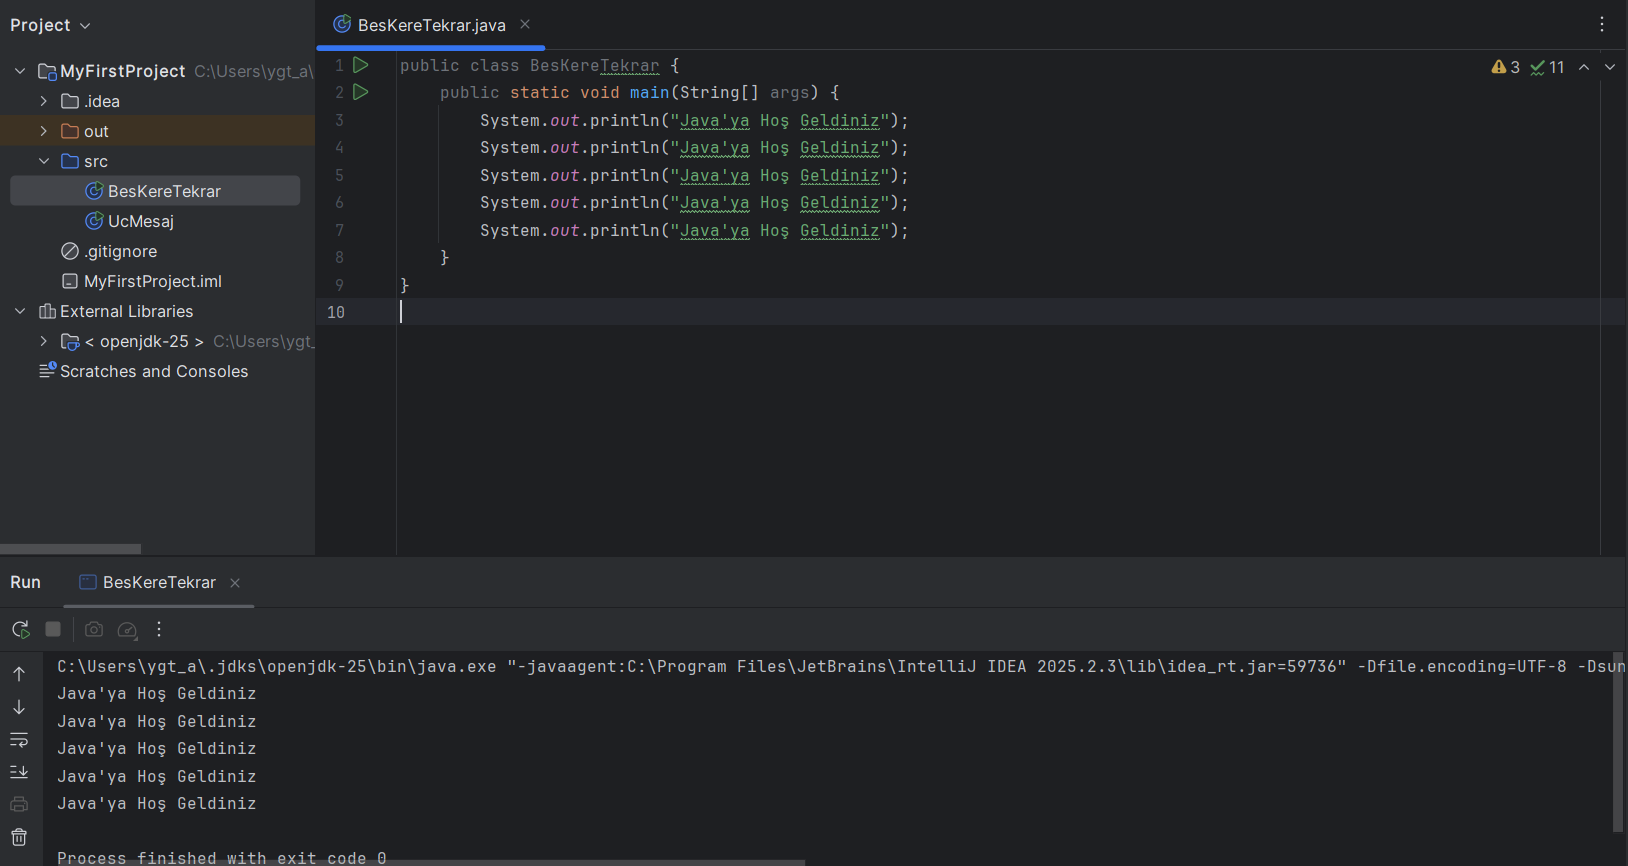 Project
MyFirstProject C:\Users\ygt_a\
.idea
out
src
BesKereTekrar
UcMesaj
.gitignore
MyFirstProject.iml
External Libraries
< openjdk-25 > C:\Users\ygt_
Scratches and Consoles
BesKereTekrar.java
3 11
1 public class BesKereTekrar {
2 public static void main(String[] args) {
3 System.out.println("Java'ya Hoş Geldiniz");
4 System.out.println("Java'ya Hoş Geldiniz");
5 System.out.println("Java'ya Hoş Geldiniz");
6 System.out.println("Java'ya Hoş Geldiniz");
7 System.out.println("Java'ya Hoş Geldiniz");
8 }
9 }
10
Run BesKereTekrar
C:\Users\ygt_a\.jdks\openjdk-25\bin\java.exe "-javaagent:C:\Program Files\JetBrains\IntelliJ IDEA 2025.2.3\lib\idea_rt.jar=59736" -Dfile.encoding=UTF-8 -Dsun
Java'ya Hoş Geldiniz
Java'ya Hoş Geldiniz
Java'ya Hoş Geldiniz
Java'ya Hoş Geldiniz
Java'ya Hoş Geldiniz
Process finished with exit code 0